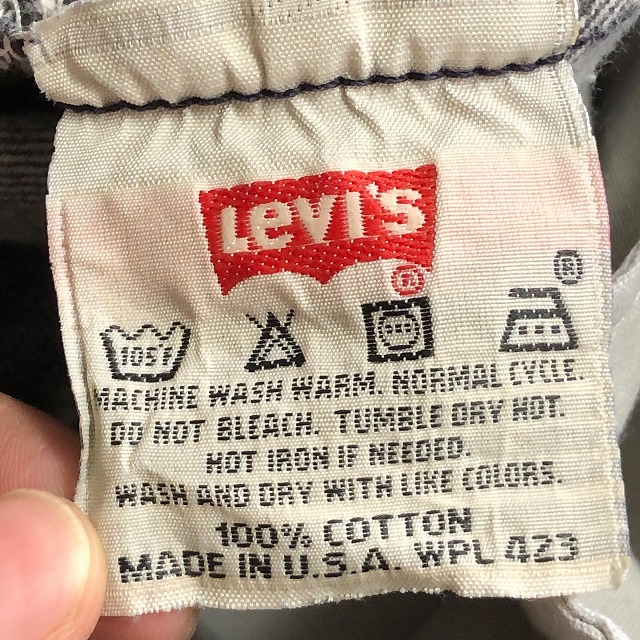 Levi's
®
®
105F
MACHINE WASH WARM. NORMAL CYCLE.
DO NOT BLEACH. TUMBLE DRY HOT.
HOT IRON IF NEEDED.
WASH AND DRY WITH LIKE COLORS.
100% COTTON
MADE IN U.S.A. WPL 423